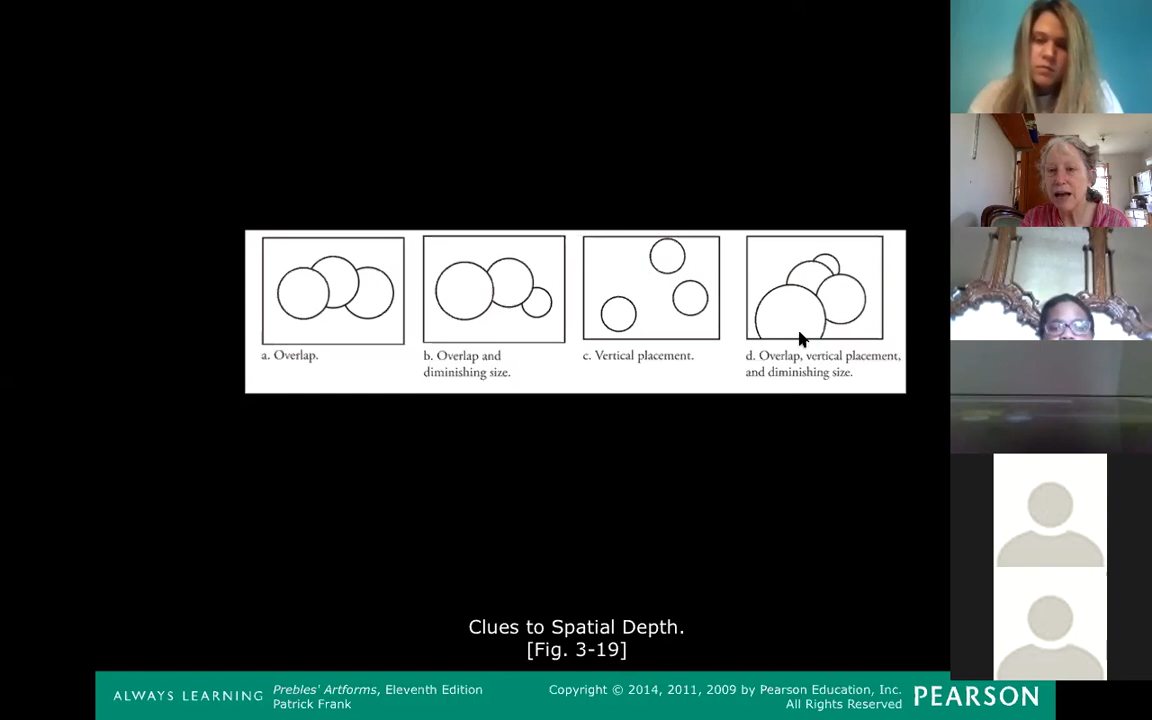 a. Overlap.
b. Overlap and
diminishing size.
c. Vertical placement.
d. Overlap, vertical placement,
and diminishing size.
Clues to Spatial Depth.
[Fig. 3-19]
ALWAYS LEARNING
Prebles' Artforms, Eleventh Edition
Patrick Frank
Copyright © 2014, 2011, 2009 by Pearson Education, Inc.
All Rights Reserved
PEARSON